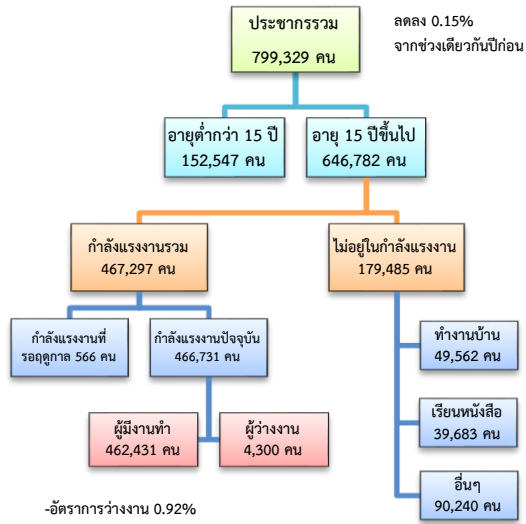 ประชากรรวม
799,329 คน
ลดลง 0.15%
จากช่วงเดียวกันปีก่อน
อายุต่ำกว่า 15 ปี
152,547 คน
อายุ 15 ปีขึ้นไป
646,782 คน
กำลังแรงงานรวม
467,297 คน
ไม่อยู่ในกำลังแรงงาน
179,485 คน
กำลังแรงงานที่
รอฤดูกาล 566 คน
กำลังแรงงานปัจจุบัน
466,731 คน
ทำงานบ้าน
49,562 คน
ผู้มีงานทำ
462,431 คน
ผู้ว่างงาน
4,300 คน
เรียนหนังสือ
39,683 คน
อื่นๆ
90,240 คน
-อัตราการว่างงาน 0.92%